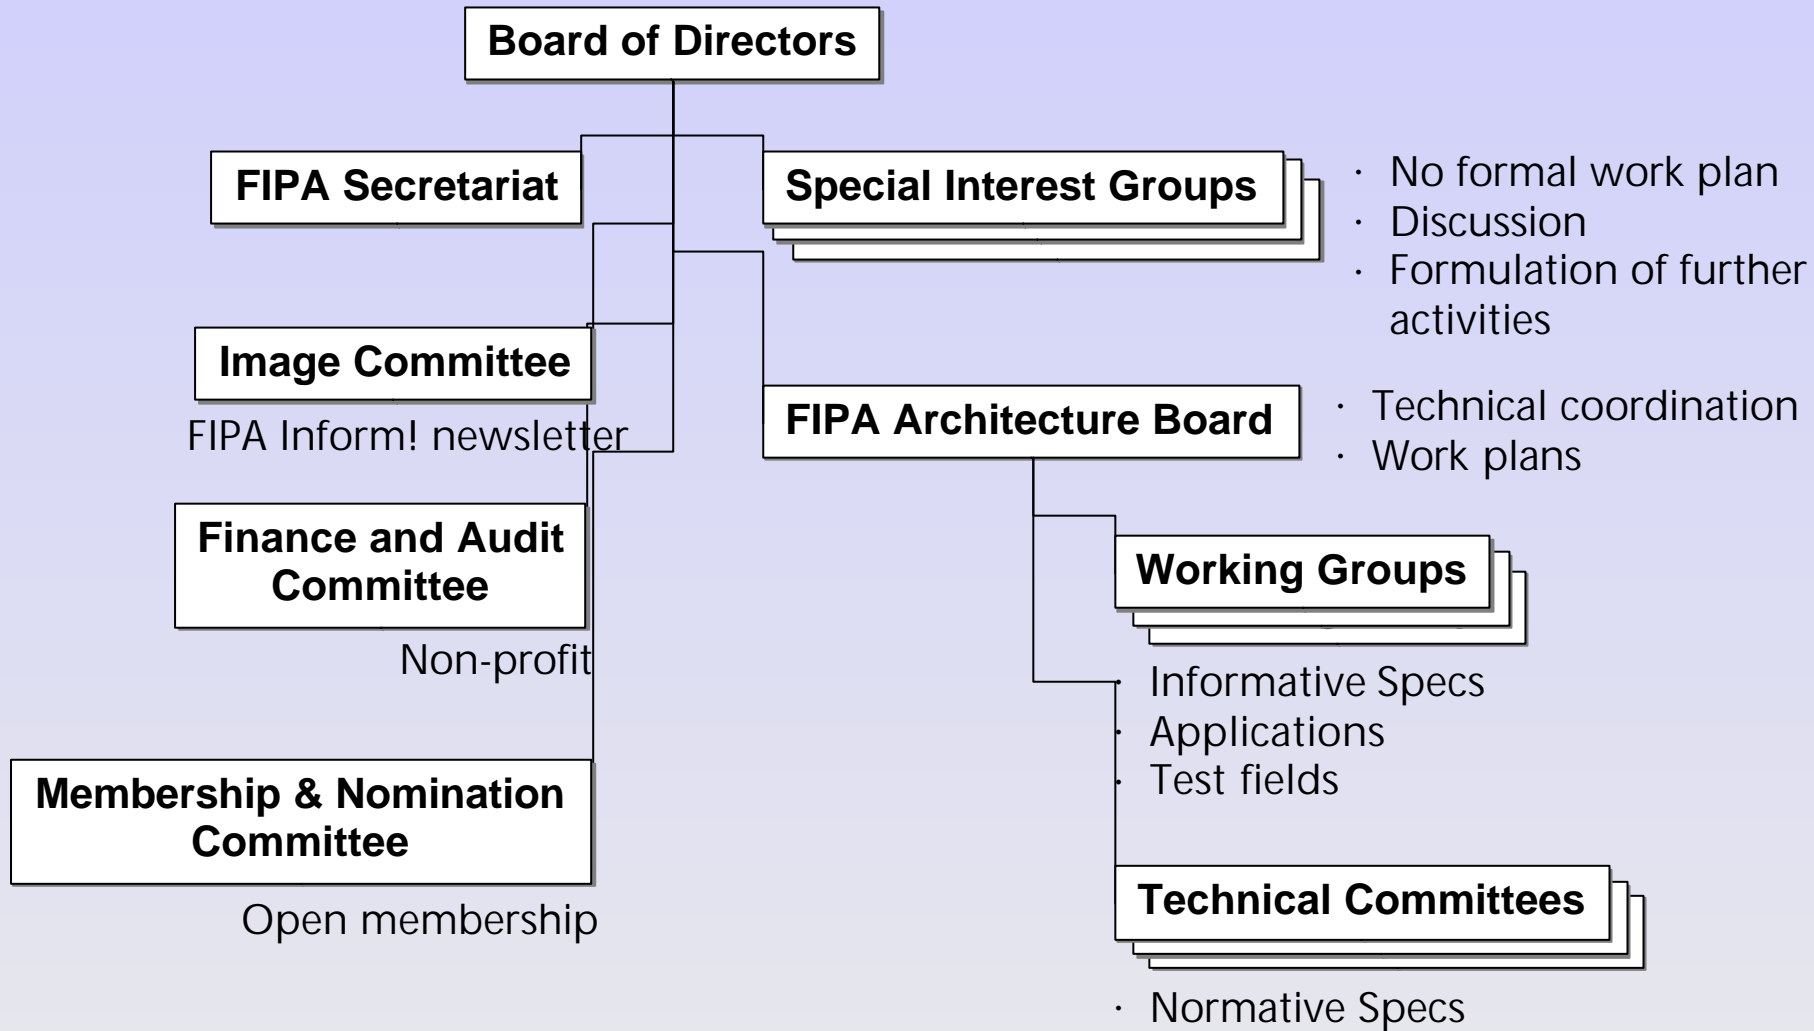 Board of Directors
FIPA Secretariat
Special Interest Groups
· No formal work plan
· Discussion
· Formulation of further
activities
Image Committee
FIPA Inform! newsletter
FIPA Architecture Board
· Technical coordination
· Work plans
Finance and Audit
Committee
Non-profit
Working Groups
· Informative Specs
· Applications
· Test fields
Membership & Nomination
Committee
Open membership
Technical Committees
· Normative Specs